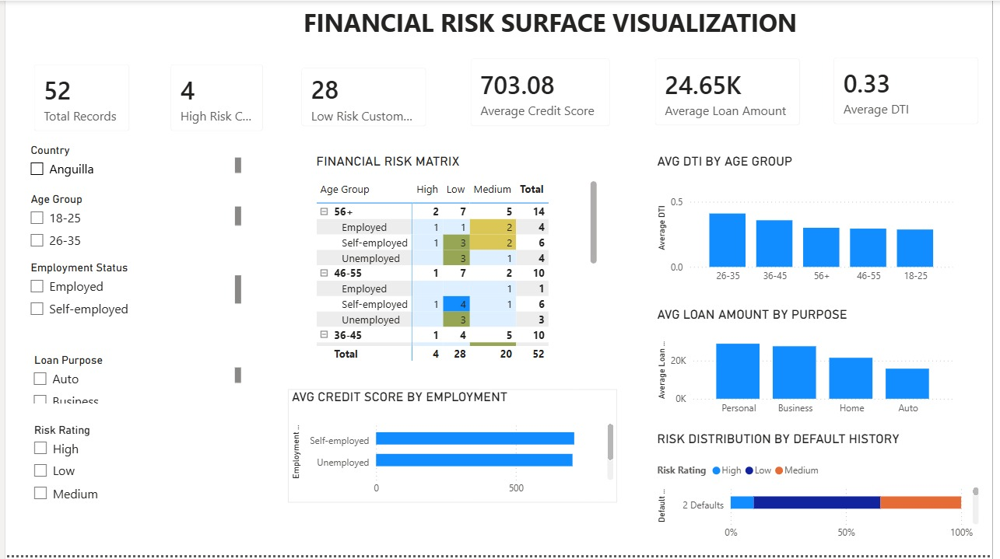 FINANCIAL RISK SURFACE VISUALIZATION
52
Total Records
4
High Risk C...
28
Low Risk Custom...
703.08
Average Credit Score
24.65K
Average Loan Amount
0.33
Average DTI
Country
Anguilla
Age Group
18-25
26-35
Employment Status
Employed
Self-employed
Loan Purpose
Auto
Business
Risk Rating
High
Low
Medium
FINANCIAL RISK MATRIX
Age Group High Low Medium Total
56+ 2 7 5 14
Employed 1 1 2 4
Self-employed 1 3 2 6
Unemployed 3 1 4
46-55 1 7 2 10
Employed 1 1
Self-employed 1 4 1 6
Unemployed 3 3
36-45 1 4 5 10
Total 4 28 20 52
AVG CREDIT SCORE BY EMPLOYMENT
Employment ...
Self-employed
Unemployed
0 500
AVG DTI BY AGE GROUP
Average DTI
0.5
0.0
26-35 36-45 56+ 46-55 18-25
AVG LOAN AMOUNT BY PURPOSE
Average Loan ...
20K
0K
Personal Business Home Auto
RISK DISTRIBUTION BY DEFAULT HISTORY
Risk Rating High Low Medium
Default ...
2 Defaults
0% 50% 100%